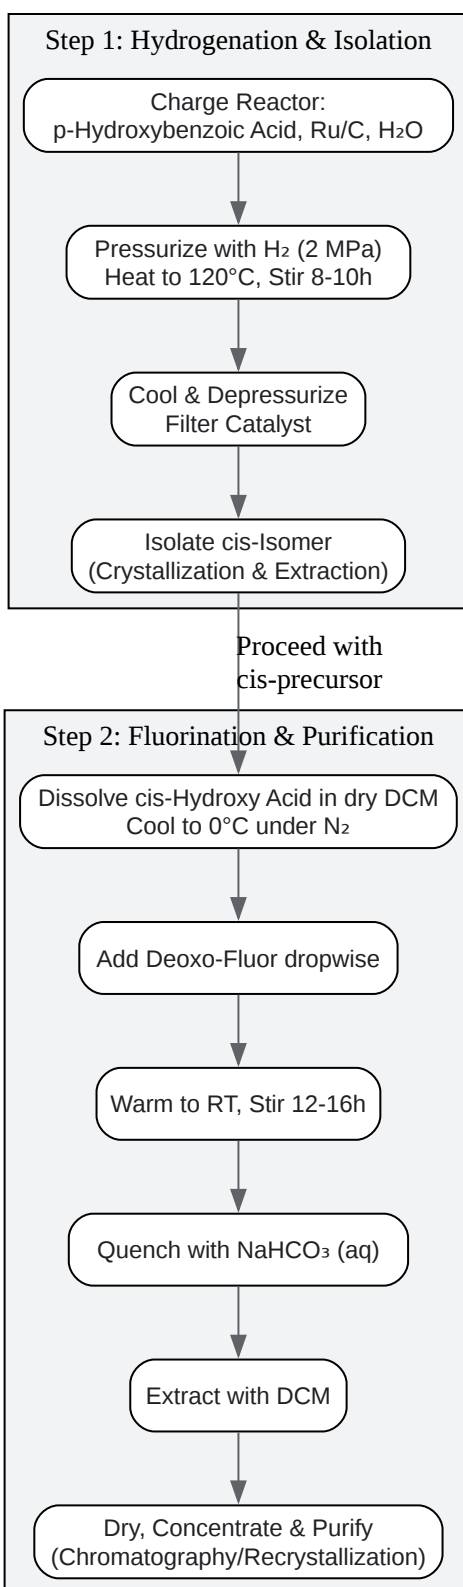 Step 1: Hydrogenation & Isolation
Charge Reactor:
p-Hydroxybenzoic Acid, Ru/C, H₂O
Pressurize with H₂ (2 MPa)
Heat to 120°C, Stir 8-10h
Cool & Depressurize
Filter Catalyst
Isolate cis-Isomer
(Crystallization & Extraction)
Proceed with
cis-precursor
Step 2: Fluorination & Purification
Dissolve cis-Hydroxy Acid in dry DCM
Cool to 0°C under N₂
Add Deoxo-Fluor dropwise
Warm to RT, Stir 12-16h
Quench with NaHCO₃ (aq)
Extract with DCM
Dry, Concentrate & Purify
(Chromatography/Recrystallization)